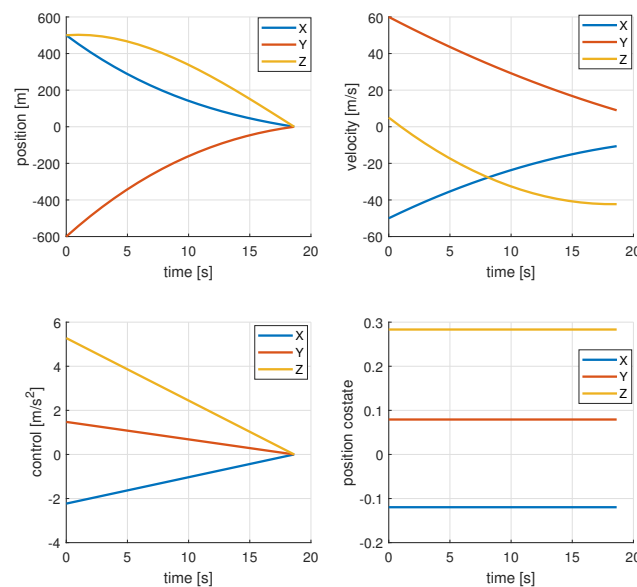 600
400
200
0
-200
-400
-600
position [m]
0
5
10
15
20
time [s]
X
Y
Z
60
40
20
0
-20
-40
-60
velocity [m/s]
0
5
10
15
20
time [s]
X
Y
Z
6
4
2
0
-2
-4
control [m/s²]
0
5
10
15
20
time [s]
X
Y
Z
0.3
0.2
0.1
0
-0.1
-0.2
position costate
0
5
10
15
20
time [s]
X
Y
Z